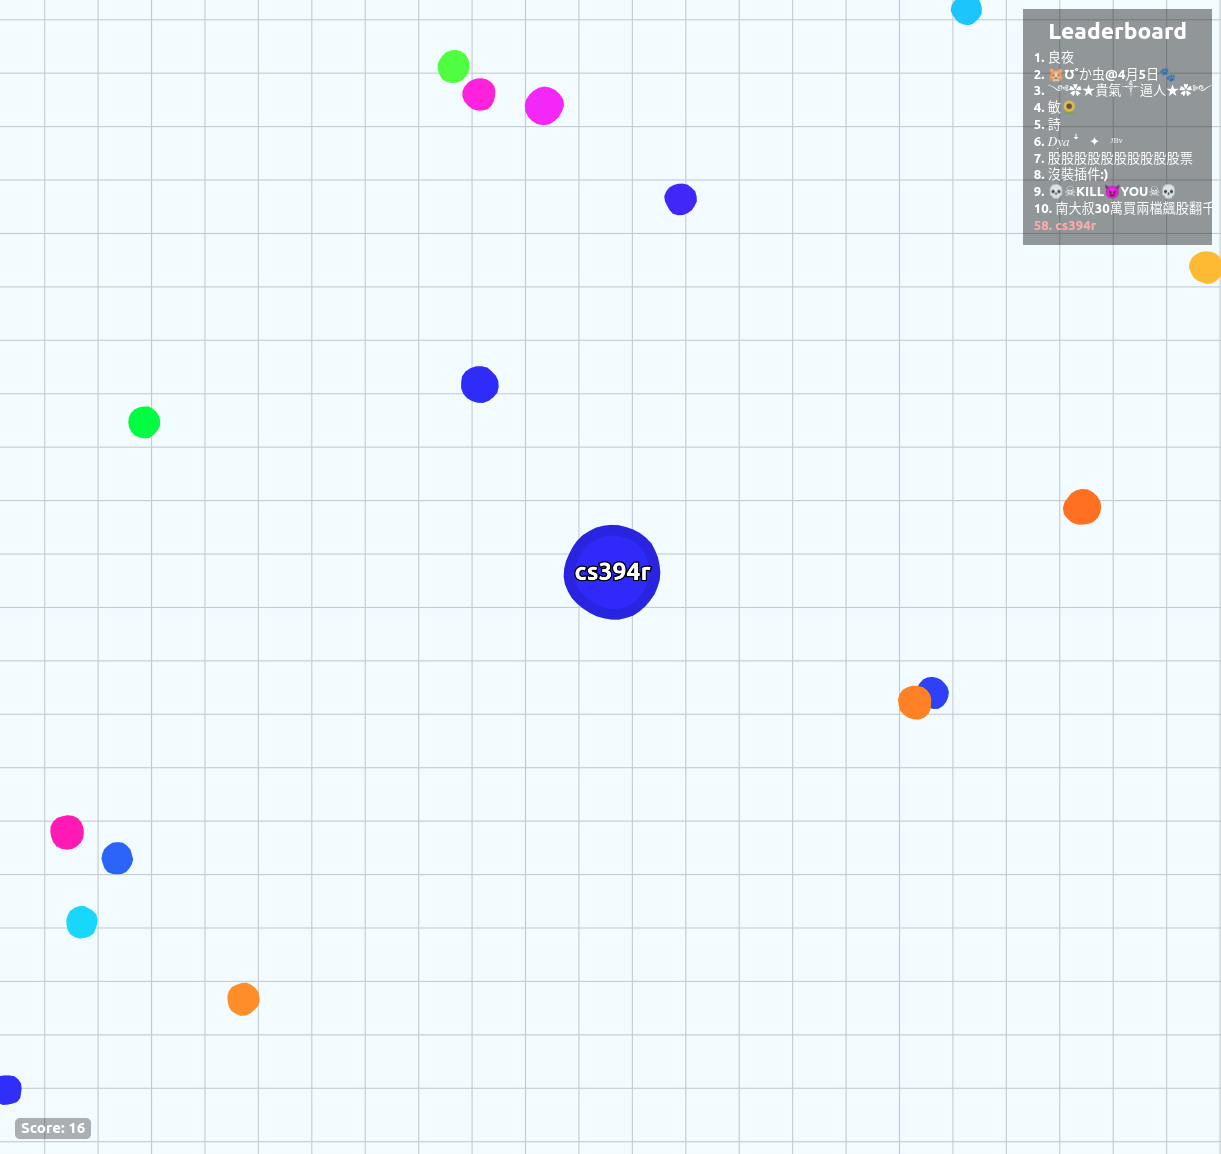 Leaderboard
1. 良夜
2. 🐹℧˚か虫@4月5日🐾
3. ༺✿★貴氣༒逼人★✿༻
4. 敏🌻
5. 詩
6. Dya ⸸ ✦ ᴶᴮᵛ
7. 股股股股股股股股股股票
8. 沒裝插件:)
9. 💀☠KILL😈YOU☠💀
10. 南大叔30萬買兩檔飆股翻千
58. cs394r
cs394r
Score: 16